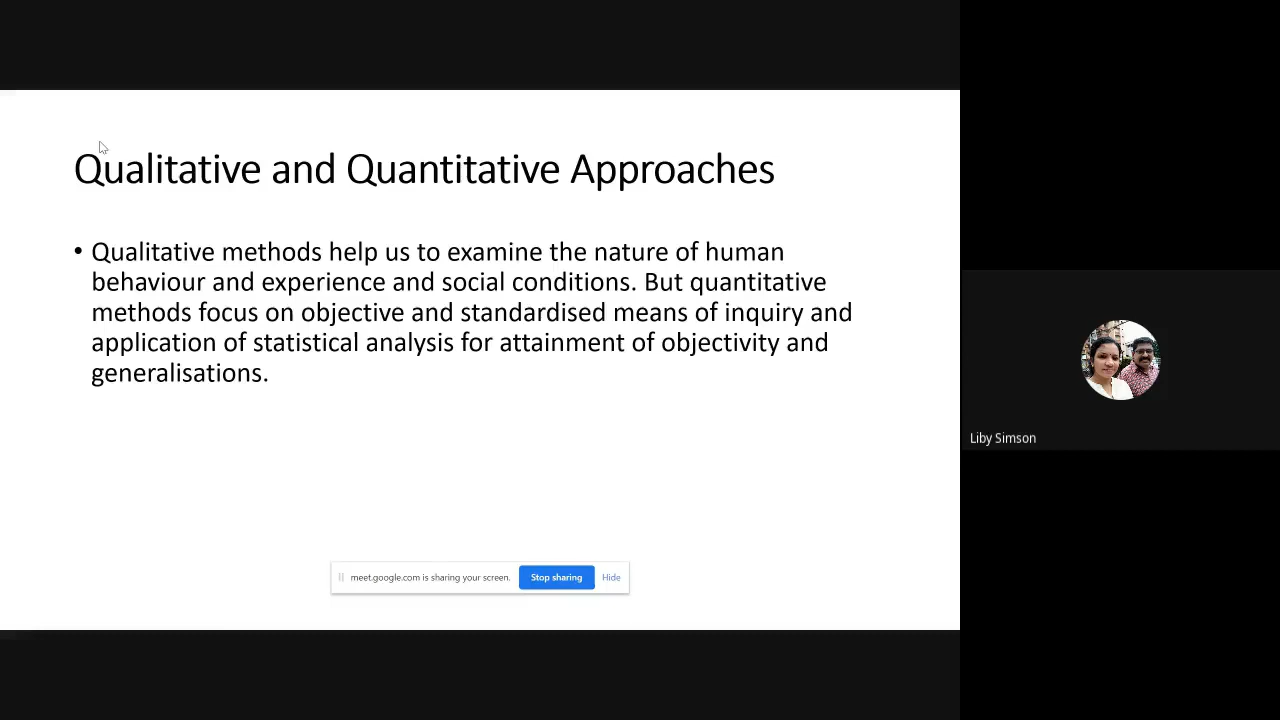 Qualitative and Quantitative Approaches
• Qualitative methods help us to examine the nature of human
behaviour and experience and social conditions. But quantitative
methods focus on objective and standardised means of inquiry and
application of statistical analysis for attainment of objectivity and
generalisations.
meet.google.com is sharing your screen. Stop sharing Hide
Liby Simson